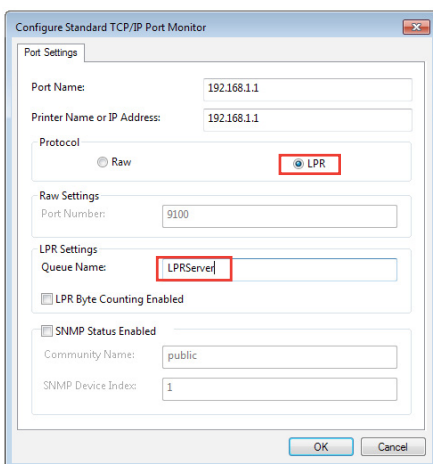 Configure Standard TCP/IP Port Monitor
Port Settings
Port Name: 192.168.1.1
Printer Name or IP Address: 192.168.1.1
Protocol
Raw LPR
Raw Settings
Port Number: 9100
LPR Settings
Queue Name: LPRServer
LPR Byte Counting Enabled
SNMP Status Enabled
Community Name: public
SNMP Device Index: 1
OK Cancel